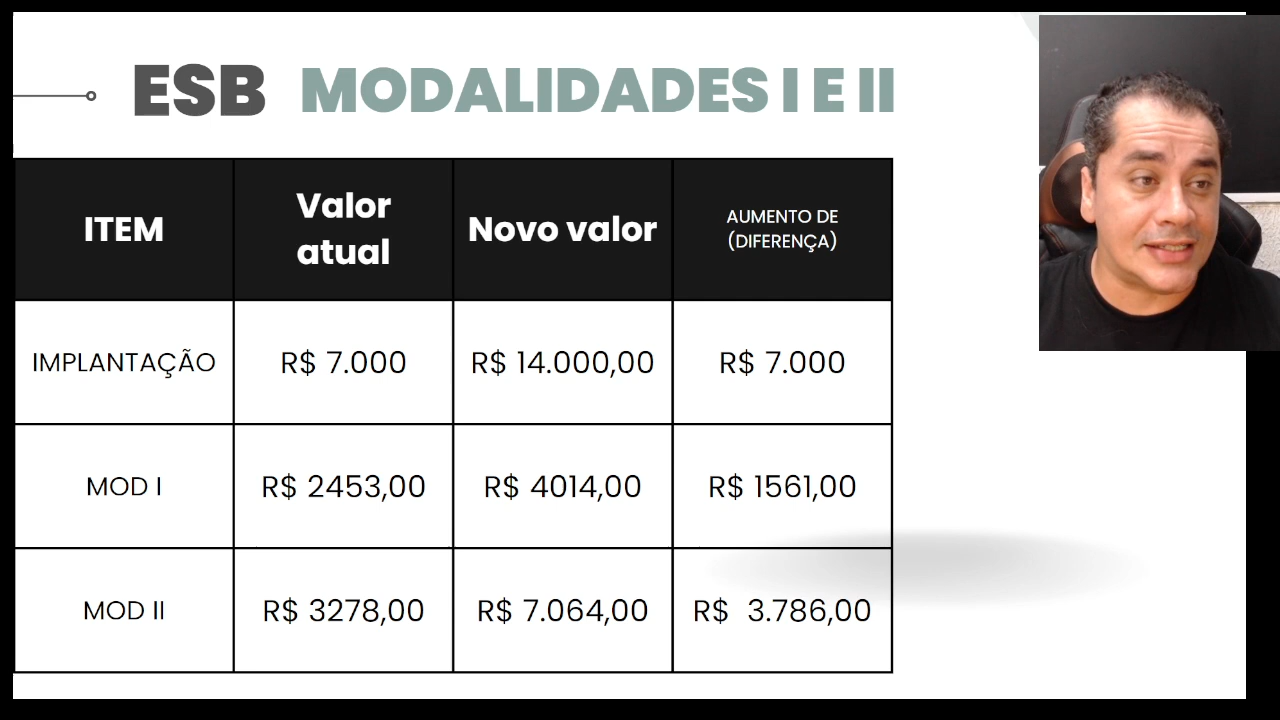 ESB MODALIDADES I E II
ITEM
Valor
atual
Novo valor
AUMENTO DE
(DIFERENÇA)
IMPLANTAÇÃO
R$ 7.000
R$ 14.000,00
R$ 7.000
MOD I
R$ 2453,00
R$ 4014,00
R$ 1561,00
MOD II
R$ 3278,00
R$ 7.064,00
R$ 3.786,00